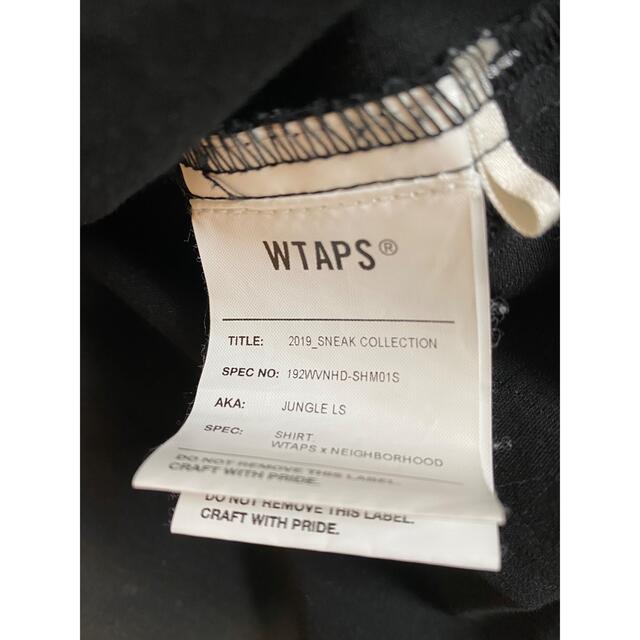 WTAPS®
TITLE: 2019_SNEAK COLLECTION
SPEC NO: 192WVNHD-SHM01S
AKA: JUNGLE LS
SPEC: SHIRT
WTAPS x NEIGHBORHOOD
DO NOT REMOVE THIS LABEL.
CRAFT WITH PRIDE.
DO NOT REMOVE THIS LABEL.
CRAFT WITH PRIDE.